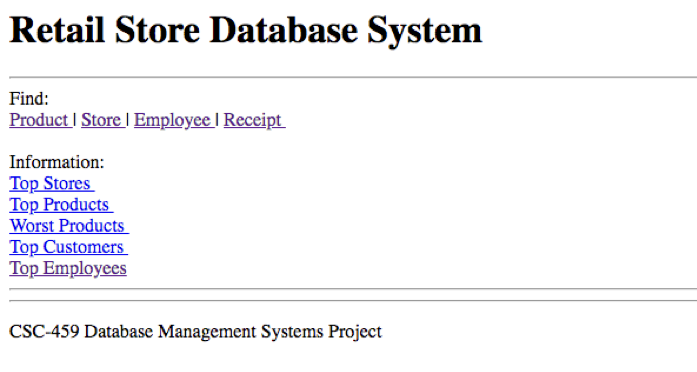 Retail Store Database System
Find:
Product | Store | Employee | Receipt
Information:
Top Stores
Top Products
Worst Products
Top Customers
Top Employees
CSC-459 Database Management Systems Project